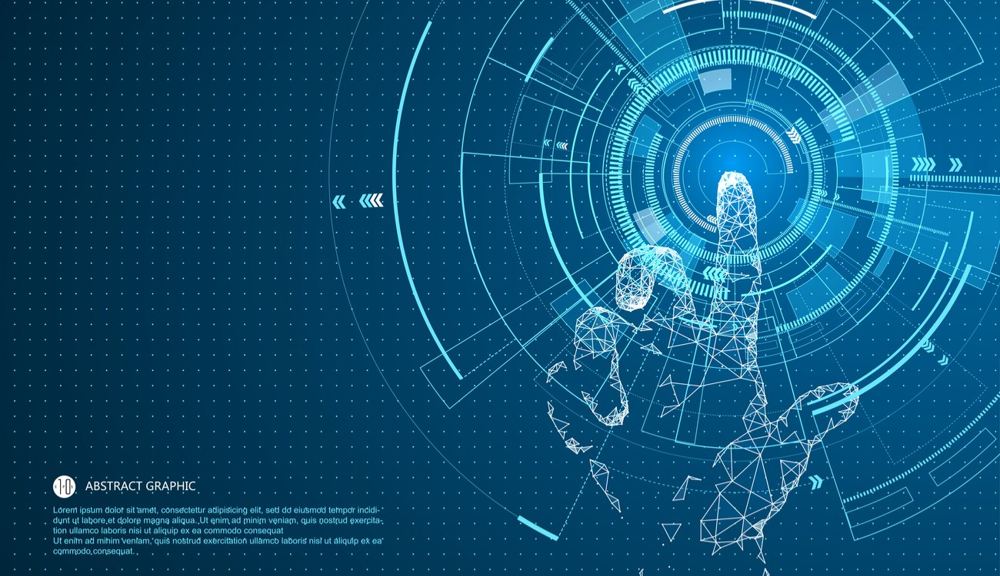 10
ABSTRACT GRAPHIC
Lorem ipsum dolor sit amet, consectetur adipisicing elit, sed do eiusmod tempor incidi-
dunt ut labore et dolore magna aliqua. Ut enim ad minim veniam, quis nostrud exercita-
tion ullamco laboris nisi ut aliquip ex ea commodo consequat
Ut enim ad minim veniam, quis nostrud exercitation ullamco laboris nisi ut aliquip ex ea
commodo consequat.